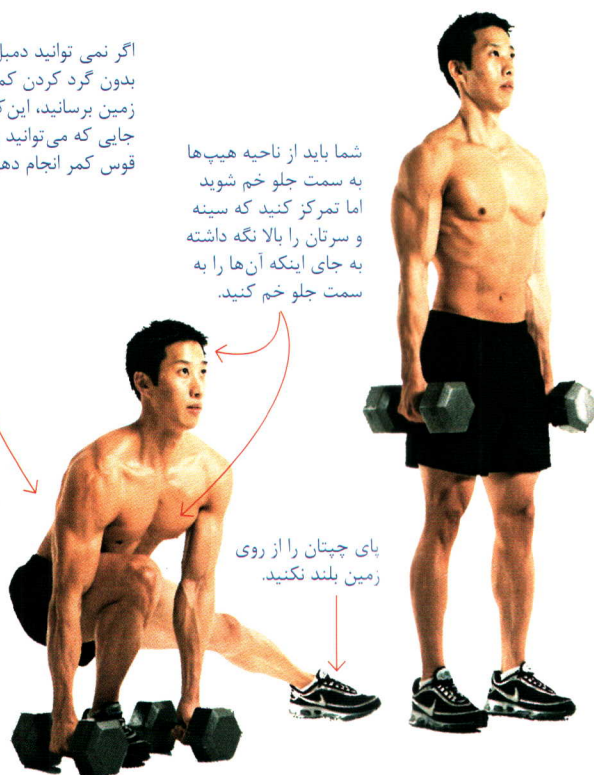 اگر نمی توانید دمبل
بدون گرد کردن کم
زمین برسانید، این
جایی که می‌توانید
قوس کمر انجام ده
شما باید از ناحیه هیپ‌ها
به سمت جلو خم شوید
اما تمرکز کنید که سینه
و سرتان را بالا نگه داشته
به جای اینکه آن‌ها را به
سمت جلو خم کنید.
پای چپتان را از روی
زمین بلند نکنید.